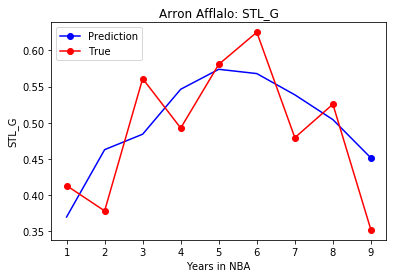 Arron Afflalo: STL_G
Prediction
True
STL_G
0.60
0.55
0.50
0.45
0.40
0.35
1 2 3 4 5 6 7 8 9
Years in NBA